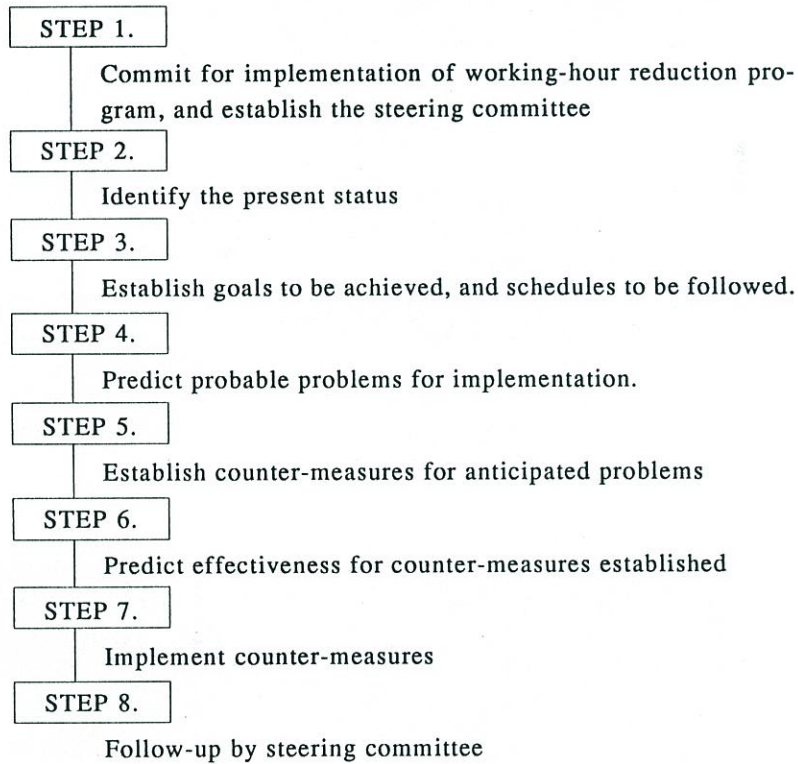 STEP 1.
Commit for implementation of working-hour reduction pro-
gram, and establish the steering committee
STEP 2.
Identify the present status
STEP 3.
Establish goals to be achieved, and schedules to be followed.
STEP 4.
Predict probable problems for implementation.
STEP 5.
Establish counter-measures for anticipated problems
STEP 6.
Predict effectiveness for counter-measures established
STEP 7.
Implement counter-measures
STEP 8.
Follow-up by steering committee